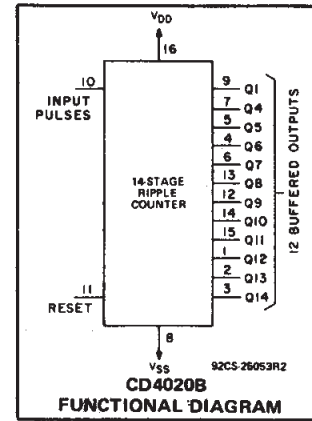 VDD
16
10
INPUT
PULSES
9 Q1
7 Q4
5 Q5
4 Q6
6 Q7
13 Q8
12 Q9
14 Q10
15 Q11
1 Q12
2 Q13
3 Q14
12 BUFFERED OUTPUTS
14-STAGE
RIPPLE
COUNTER
11
RESET
8
VSS
92CS-26053R2
CD4020B
FUNCTIONAL DIAGRAM